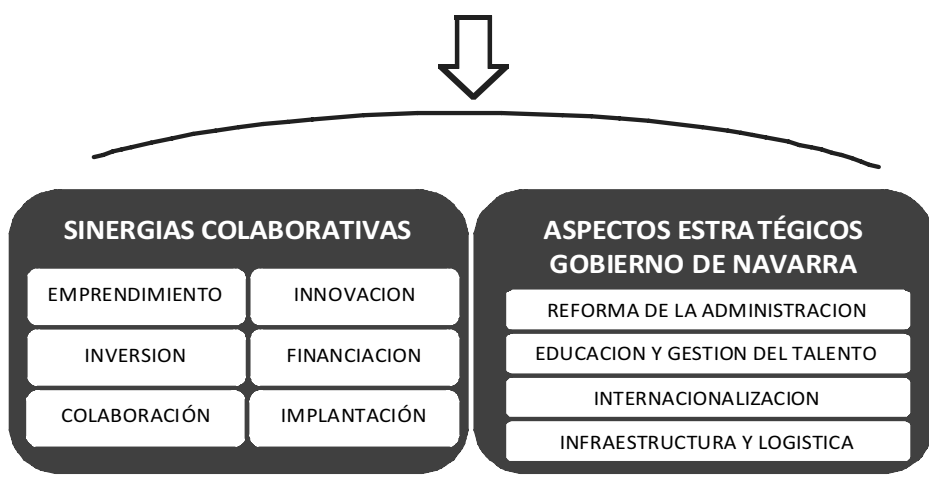 SINERGIAS COLABORATIVAS
EMPRENDIMIENTO
INNOVACION
INVERSION
FINANCIACION
COLABORACIÓN
IMPLANTACIÓN
ASPECTOS ESTRATÉGICOS
GOBIERNO DE NAVARRA
REFORMA DE LA ADMINISTRACION
EDUCACION Y GESTION DEL TALENTO
INTERNACIONALIZACION
INFRAESTRUCTURA Y LOGISTICA